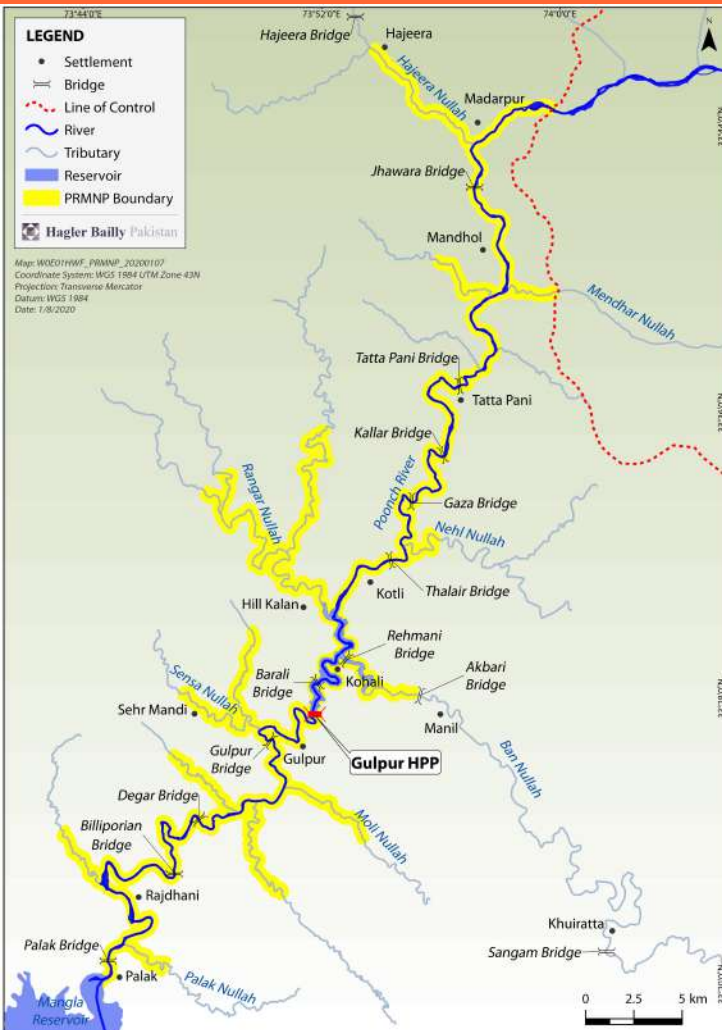 73°44'0.0"E
73°52'0.0"E
74°0'0.0"E
LEGEND
Settlement
Bridge
Line of Control
River
Tributary
Reservoir
PRMNP Boundary
Hagler Bailly Pakistan
Map: W0E01HWF_PRMNP_20200107
Coordinate System: WGS 1984 UTM Zone 43N
Projection: Transverse Mercator
Datum: WGS 1984
Date: 1/8/2020
N
Hajeera Bridge
Hajeera
Hajeera Nullah
Madarpur
Jhawara Bridge
Mandhol
Mendhar Nullah
Tatta Pani Bridge
Tatta Pani
Kallar Bridge
Poonch River
Gaza Bridge
Rangar Nullah
Nehl Nullah
Thalair Bridge
Kotli
Hill Kalan
Rehmani
Bridge
Barali
Bridge
Kohali
Akbari
Bridge
Sensa Nullah
Sehr Mandi
Manil
Gulpur
Bridge
Gulpur
Gulpur HPP
Ban Nullah
Degar Bridge
Moli Nullah
Billiporian
Bridge
Rajdhani
Khuiratta
Sangam Bridge
Palak Bridge
Palak
Palak Nullah
Mangla
Reservoir
0 2.5 5 km